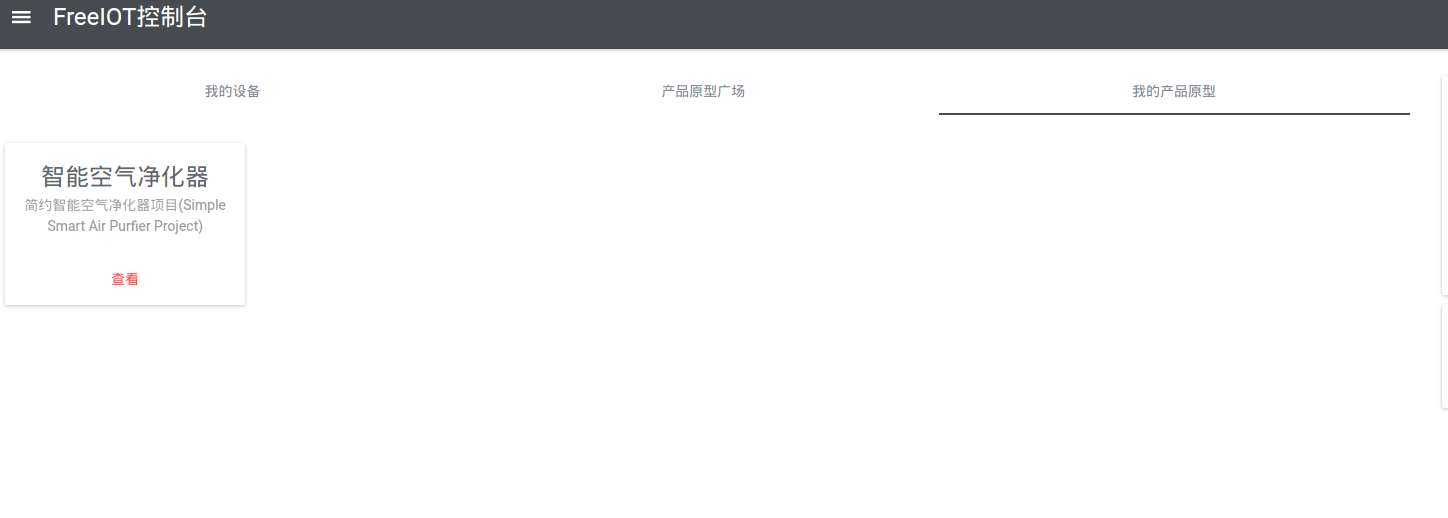 FreeIOT控制台
我的设备
产品原型广场
我的产品原型
智能空气净化器
简约智能空气净化器项目(Simple
Smart Air Purfier Project)
查看